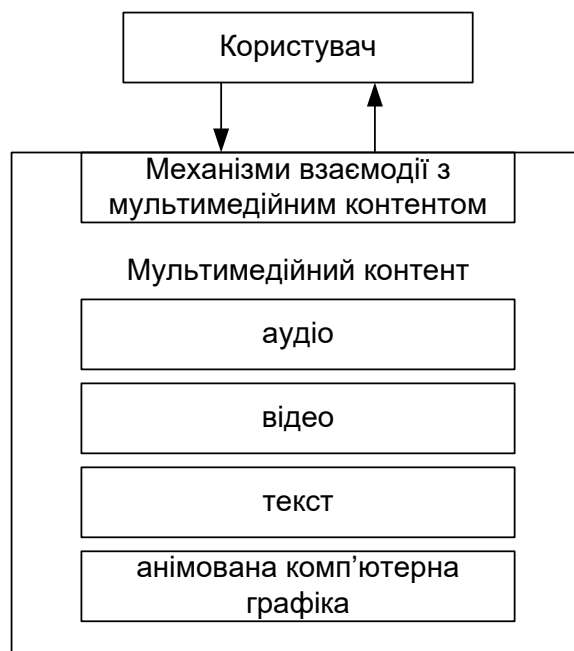 Користувач
Механізми взаємодії з
мультимедійним контентом
Мультимедійний контент
аудіо
відео
текст
анімована комп’ютерна
графіка